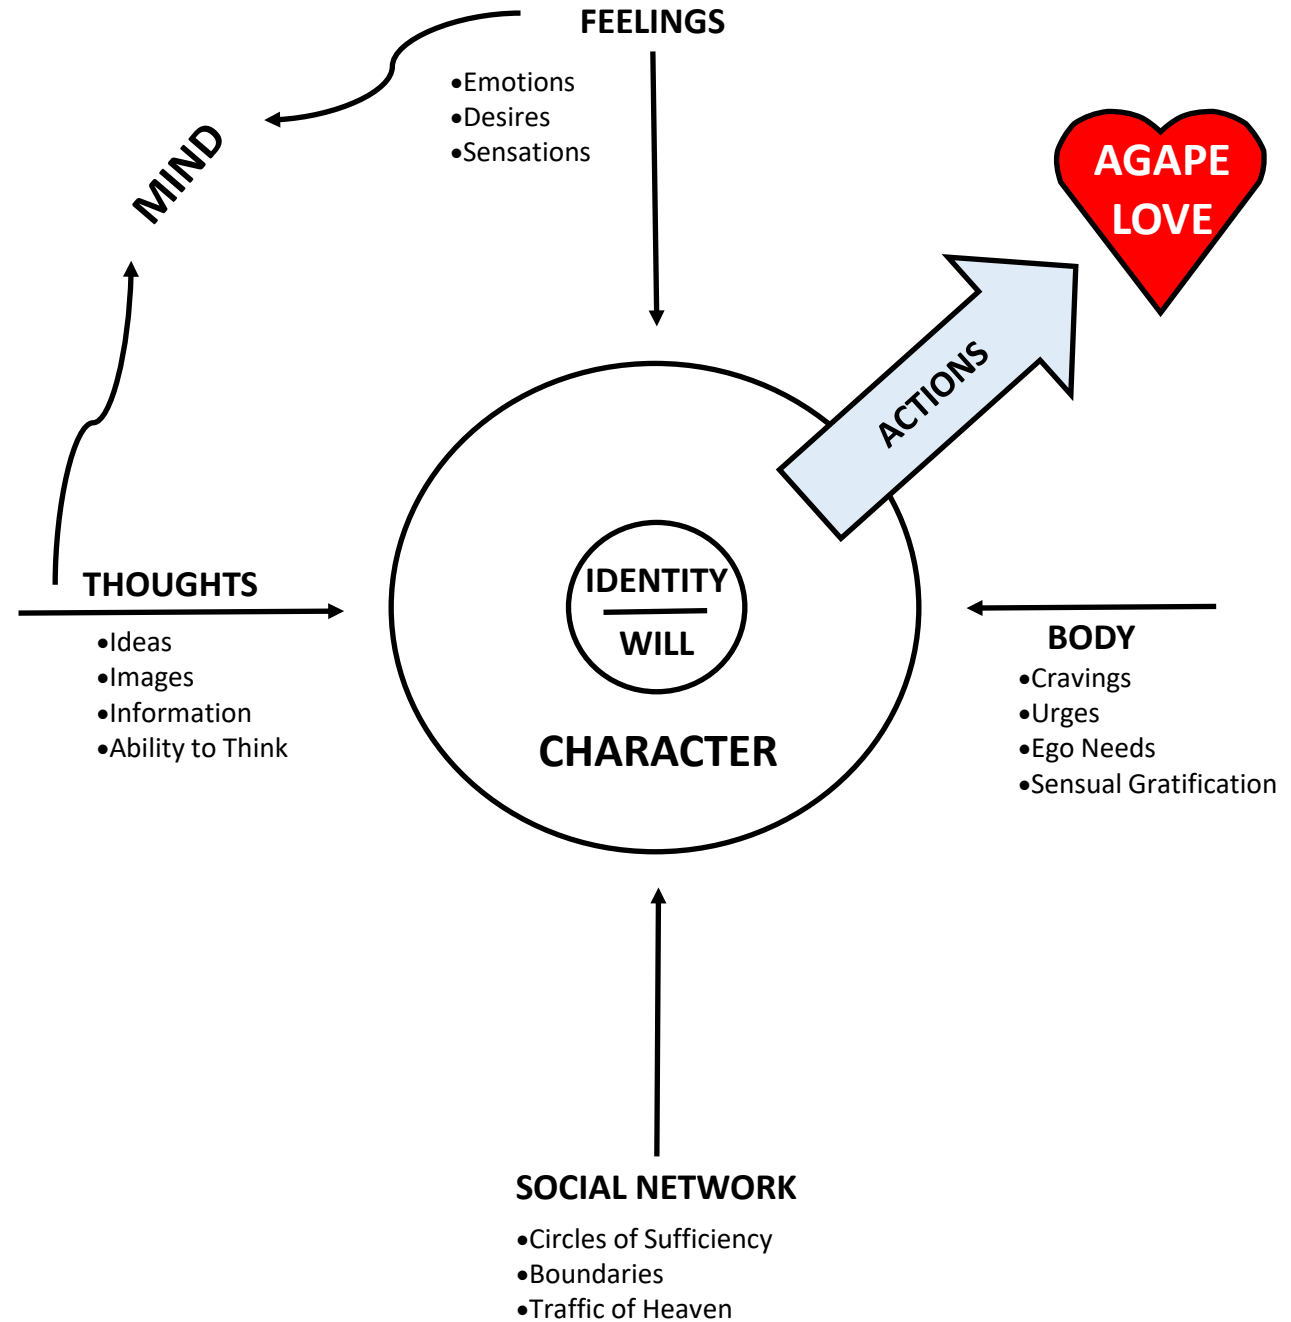 FEELINGS
•Emotions
•Desires
•Sensations
MIND
AGAPE
LOVE
ACTIONS
THOUGHTS
•Ideas
•Images
•Information
•Ability to Think
IDENTITY
WILL
CHARACTER
BODY
•Cravings
•Urges
•Ego Needs
•Sensual Gratification
SOCIAL NETWORK
•Circles of Sufficiency
•Boundaries
•Traffic of Heaven